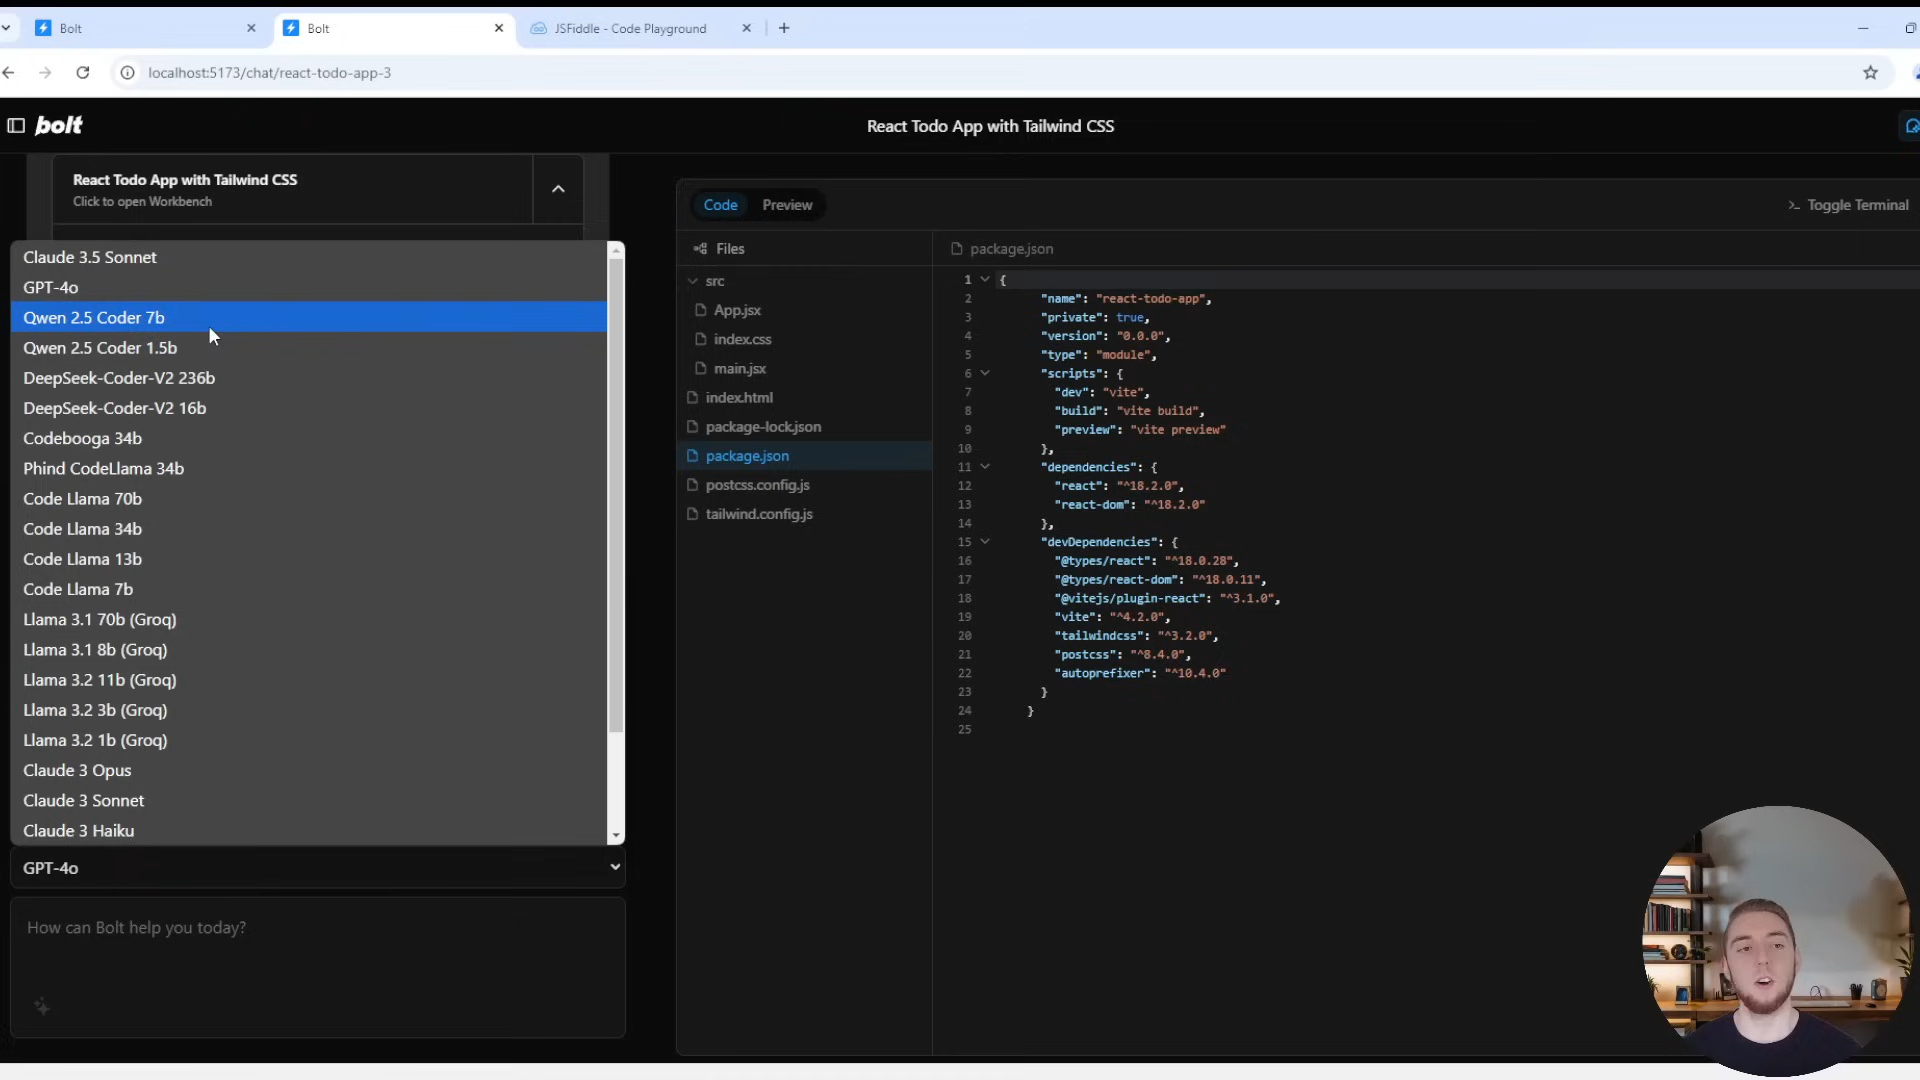 Bolt
Bolt
JSFiddle - Code Playground
localhost:5173/chat/react-todo-app-3
bolt
React Todo App with Tailwind CSS
React Todo App with Tailwind CSS
Click to open Workbench
Claude 3.5 Sonnet
GPT-4o
Qwen 2.5 Coder 7b
Qwen 2.5 Coder 1.5b
DeepSeek-Coder-V2 236b
DeepSeek-Coder-V2 16b
Codebooga 34b
Phind CodeLlama 34b
Code Llama 70b
Code Llama 34b
Code Llama 13b
Code Llama 7b
Llama 3.1 70b (Groq)
Llama 3.1 8b (Groq)
Llama 3.2 11b (Groq)
Llama 3.2 3b (Groq)
Llama 3.2 1b (Groq)
Claude 3 Opus
Claude 3 Sonnet
Claude 3 Haiku
GPT-4o
How can Bolt help you today?
Code Preview
Toggle Terminal
Files
src
App.jsx
index.css
main.jsx
index.html
package-lock.json
package.json
postcss.config.js
tailwind.config.js
package.json
1 {
2 "name": "react-todo-app",
3 "private": true,
4 "version": "0.0.0",
5 "type": "module",
6 "scripts": {
7 "dev": "vite",
8 "build": "vite build",
9 "preview": "vite preview"
10 },
11 "dependencies": {
12 "react": "^18.2.0",
13 "react-dom": "^18.2.0"
14 },
15 "devDependencies": {
16 "@types/react": "^18.0.28",
17 "@types/react-dom": "^18.0.11",
18 "@vitejs/plugin-react": "^3.1.0",
19 "vite": "^4.2.0",
20 "tailwindcss": "^3.2.0",
21 "postcss": "^8.4.0",
22 "autoprefixer": "^10.4.0"
23 }
24 }
25